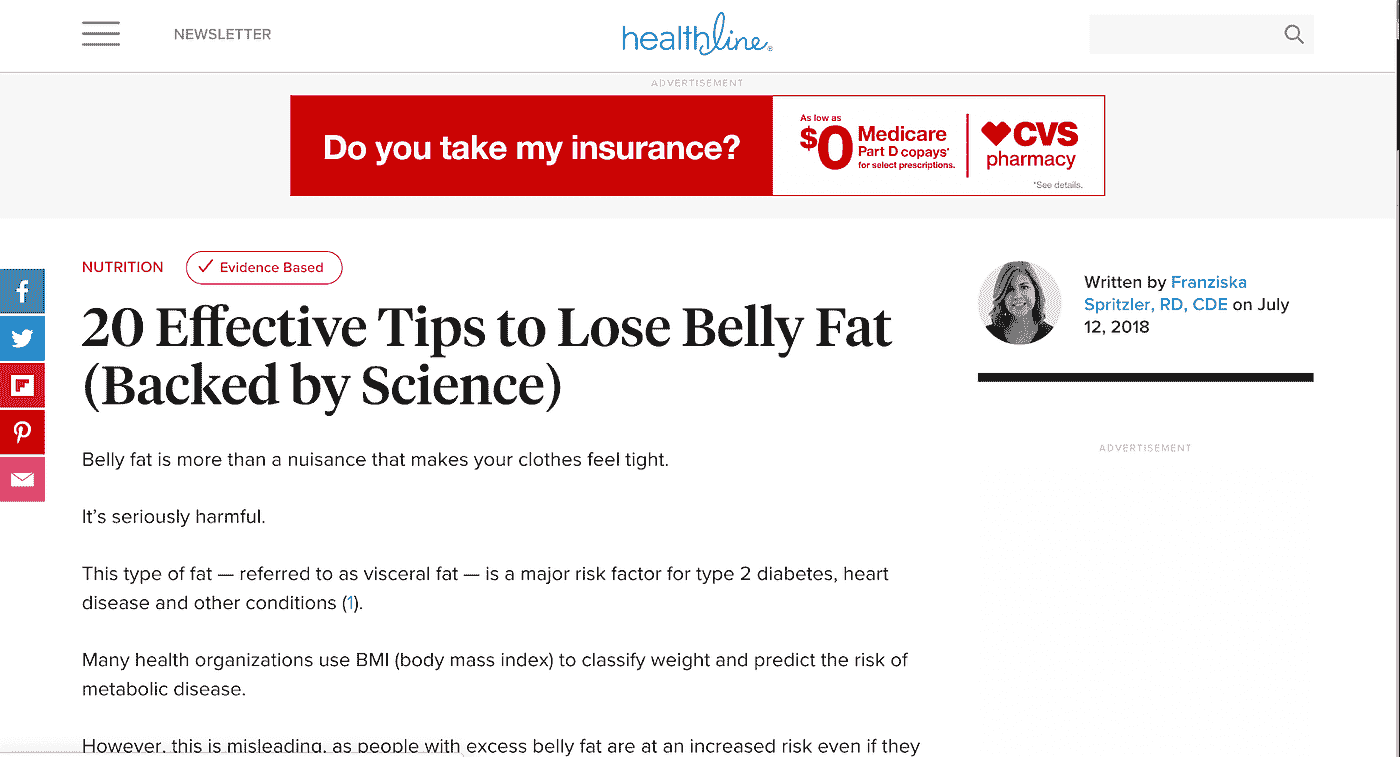 NEWSLETTER
healthline®
ADVERTISEMENT
Do you take my insurance?
As low as
$0 Medicare
Part D copays*
for select prescriptions.
CVS
pharmacy
*See details.
NUTRITION
Evidence Based
20 Effective Tips to Lose Belly Fat
(Backed by Science)
Written by Franziska
Spritzler, RD, CDE on July
12, 2018
ADVERTISEMENT
Belly fat is more than a nuisance that makes your clothes feel tight.
It’s seriously harmful.
This type of fat — referred to as visceral fat — is a major risk factor for type 2 diabetes, heart
disease and other conditions (1).
Many health organizations use BMI (body mass index) to classify weight and predict the risk of
metabolic disease.
However, this is misleading, as people with excess belly fat are at an increased risk even if they